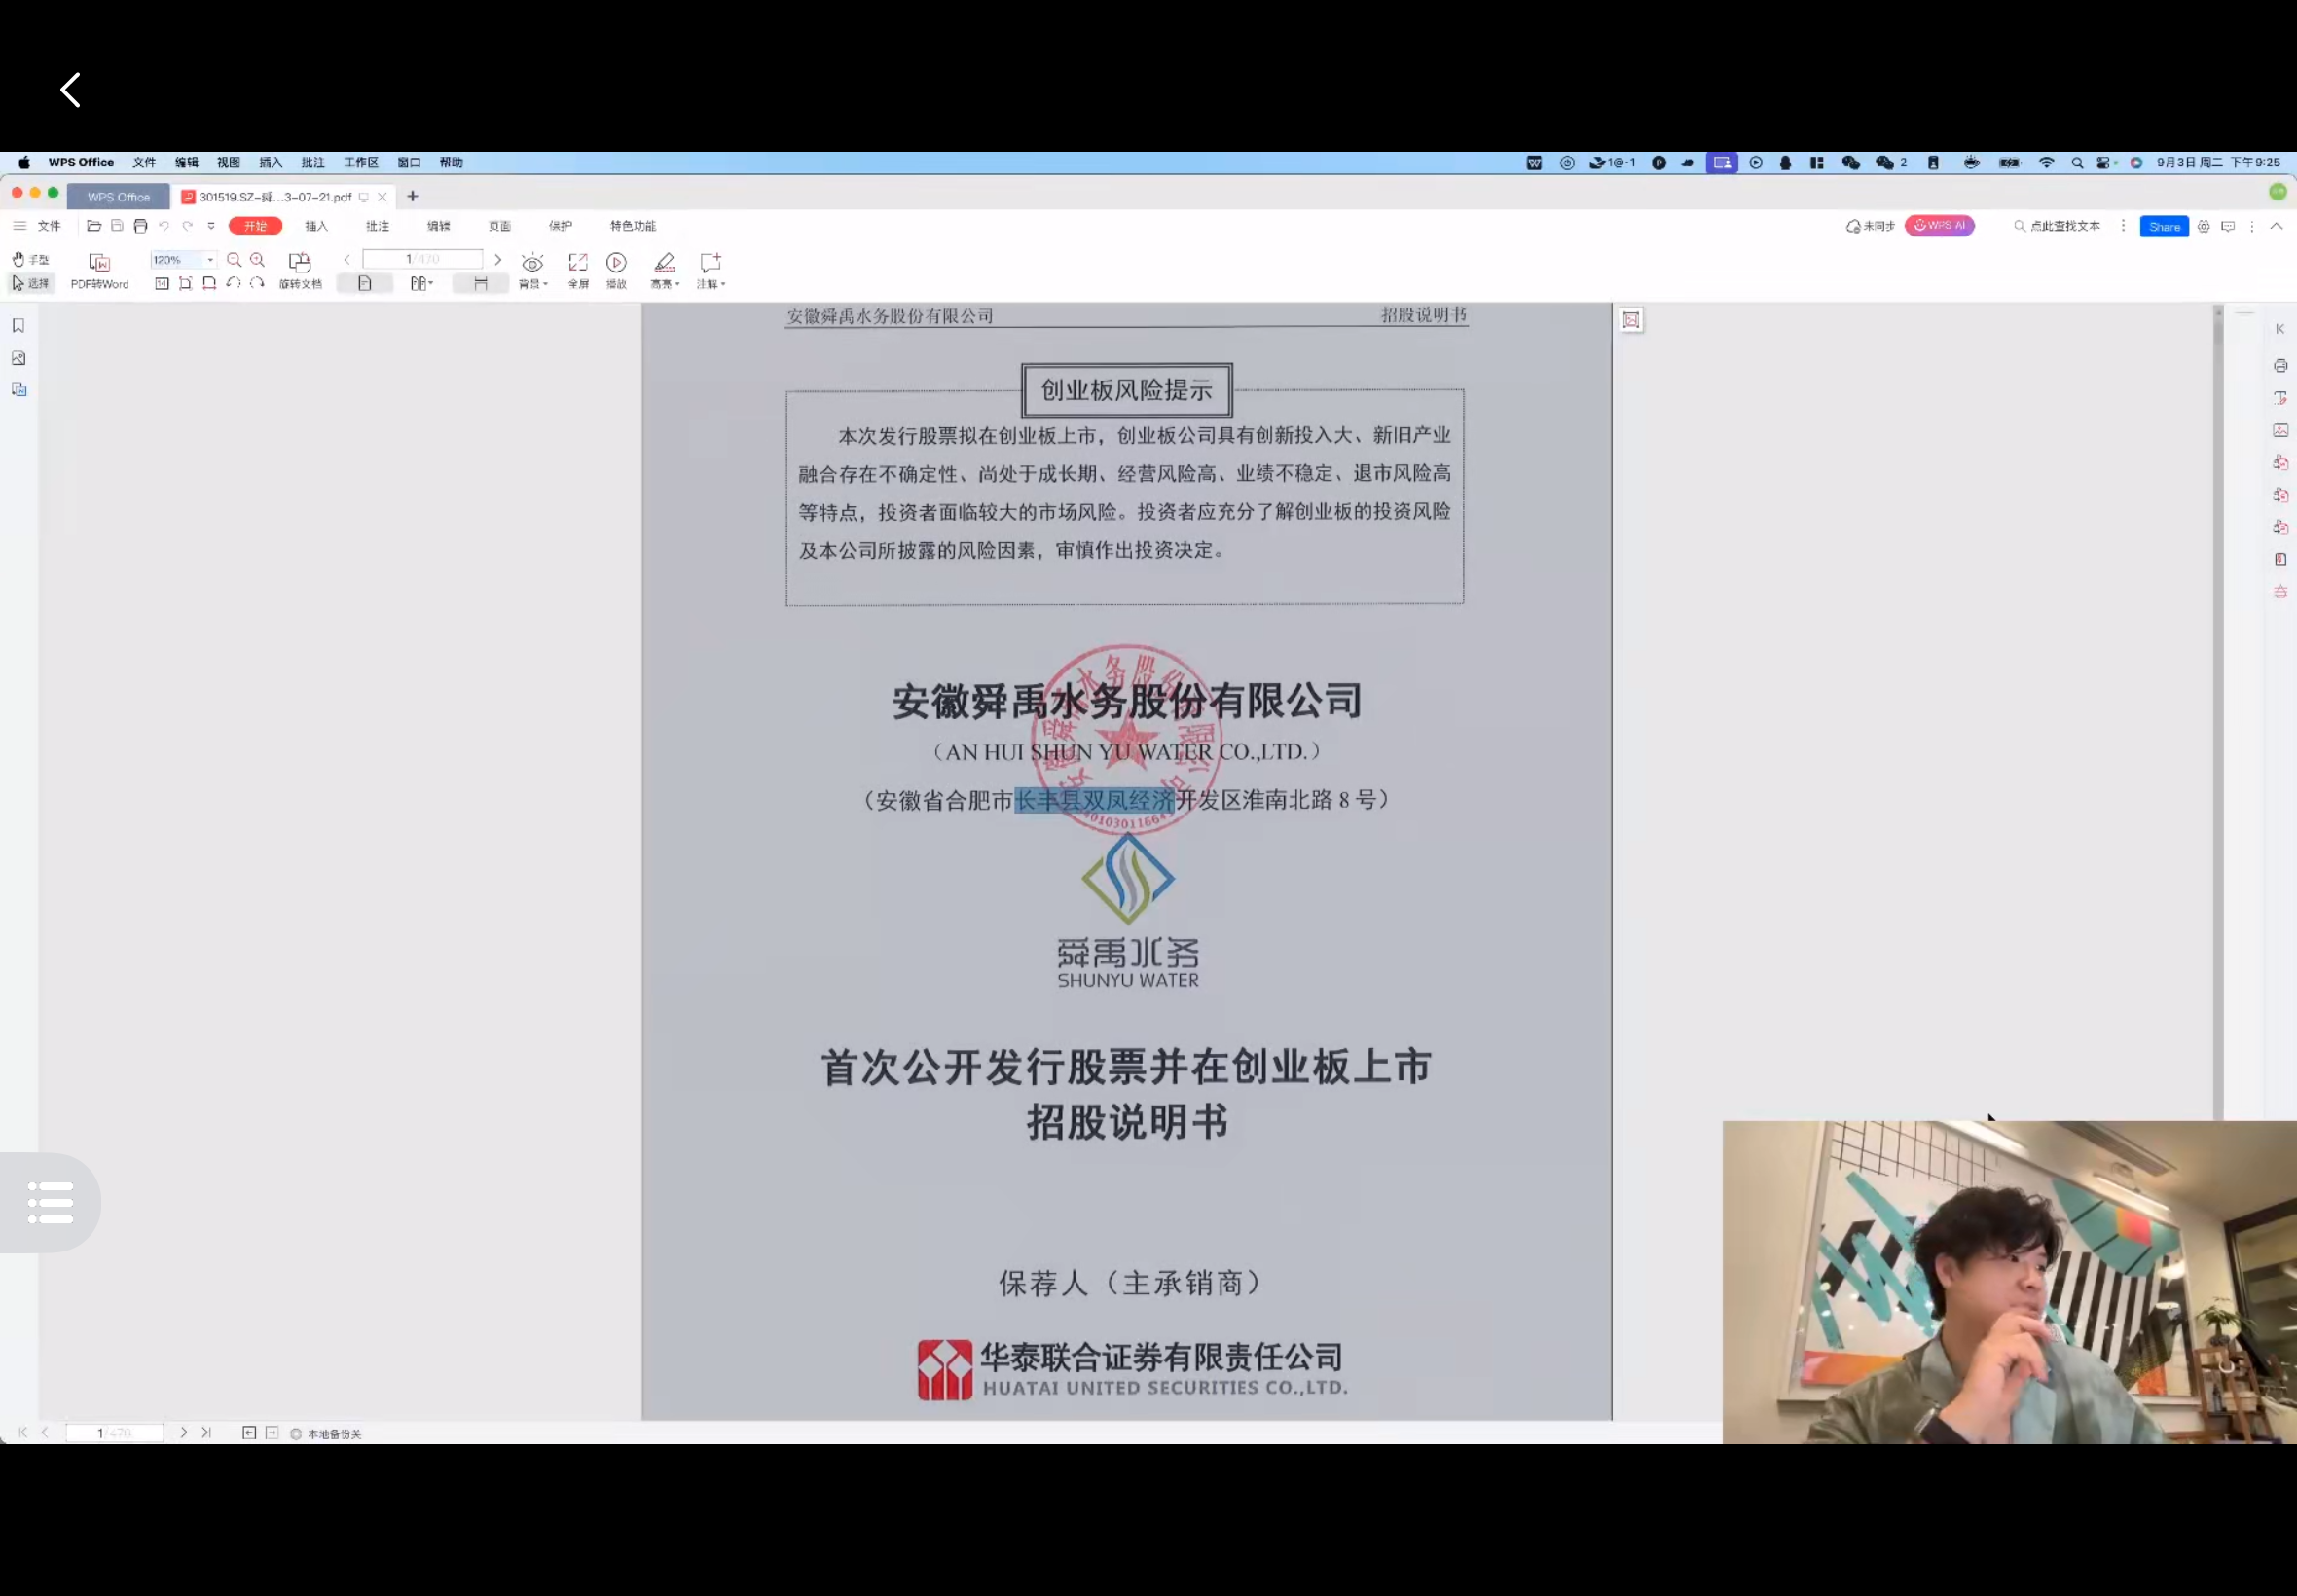 WPS Office 文件 编辑 视图 插入 批注 工作区 窗口 帮助
1@-1 2 9月3日 周二 下午9:25
WPS Office 301519.SZ-舜...3-07-21.pdf
文件 开始 插入 批注 编辑 页面 保护 特色功能 未同步 WPS AI 点此查找文本 Share
手型 120% 1/470
选择 PDF转Word 旋转文档 背景 全屏 播放 高亮 注解
安徽舜禹水务股份有限公司 招股说明书
创业板风险提示
本次发行股票拟在创业板上市，创业板公司具有创新投入大、新旧产业
融合存在不确定性、尚处于成长期、经营风险高、业绩不稳定、退市风险高
等特点，投资者面临较大的市场风险。投资者应充分了解创业板的投资风险
及本公司所披露的风险因素，审慎作出投资决定。
安徽舜禹水务股份有限公司
（AN HUI SHUN YU WATER CO.,LTD.）
（安徽省合肥市长丰县双凤经济开发区淮南北路 8 号）
安徽舜禹水务股份有限公司
舜禹水务
SHUNYU WATER
首次公开发行股票并在创业板上市
招股说明书
保荐人（主承销商）
华泰联合证券有限责任公司
HUATAI UNITED SECURITIES CO.,LTD.
1/470 本地备份关